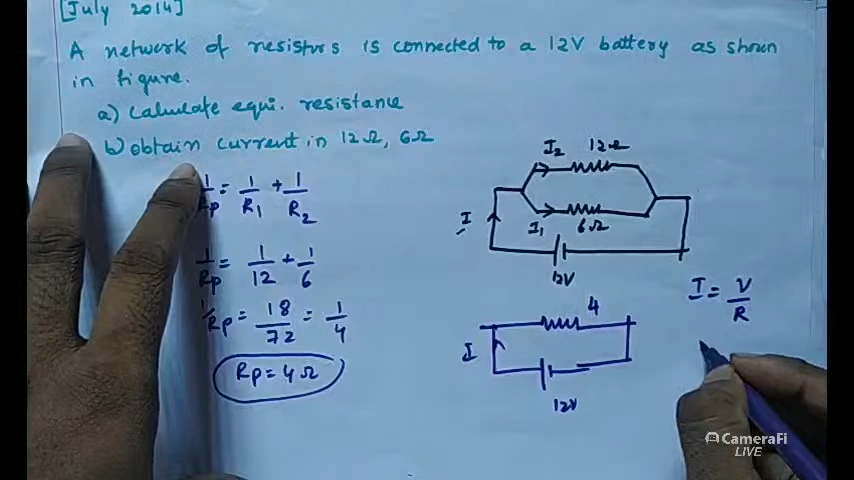 [July 2014]
A network of resistors is connected to a 12V battery as shown
in figure.
a) Calculate equi. resistance
b) obtain current in 12Ω, 6Ω
1/Rp = 1/R1 + 1/R2
1/Rp = 1/12 + 1/6
1/Rp = 18/72 = 1/4
Rp = 4Ω
I2 12Ω
I
I1 6Ω
12V
4
I
12V
I = V/R
CameraFi
LIVE